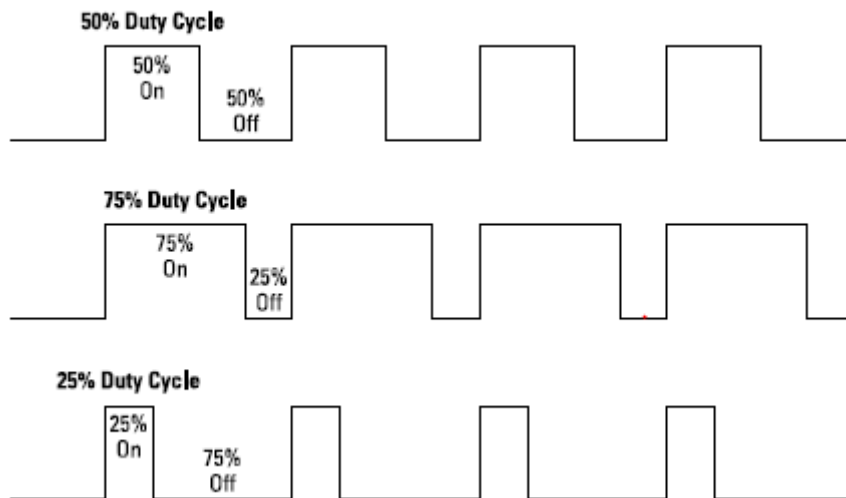 50% Duty Cycle
50%
On
50%
Off
75% Duty Cycle
75%
On
25%
Off
25% Duty Cycle
25%
On
75%
Off